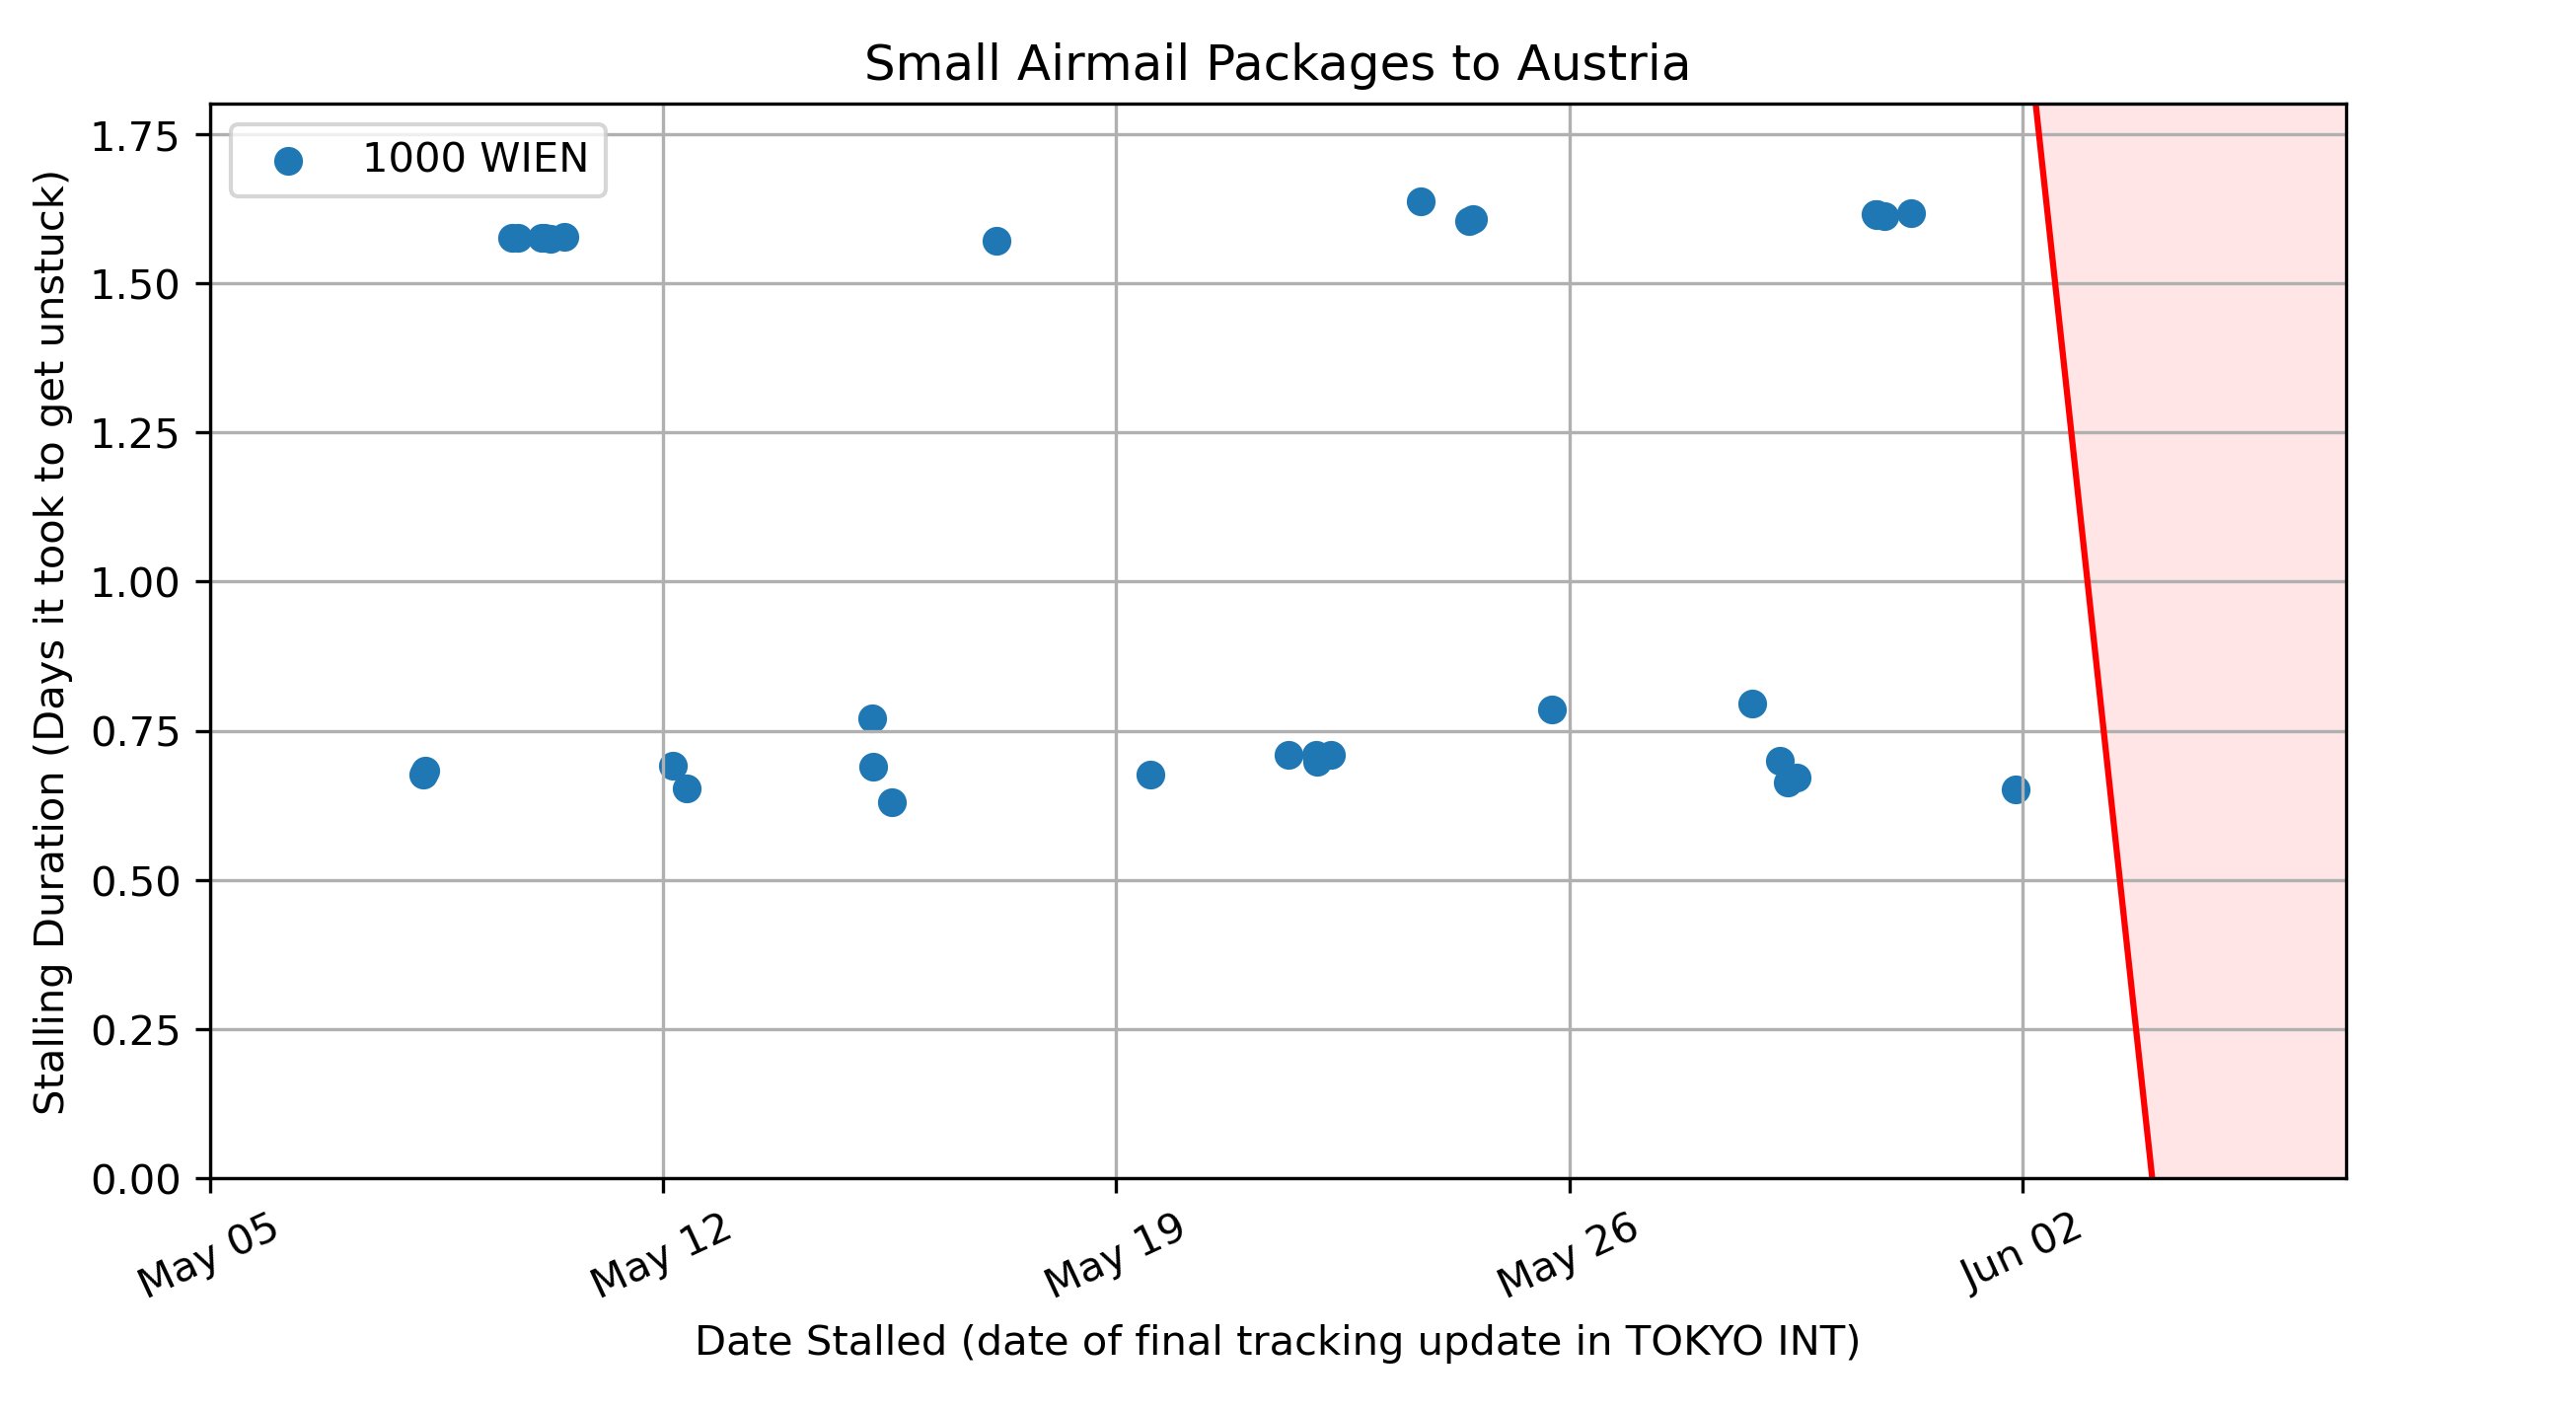 Small Airmail Packages to Austria
1000 WIEN
Stalling Duration (Days it took to get unstuck)
1.75
1.50
1.25
1.00
0.75
0.50
0.25
0.00
May 05
May 12
May 19
May 26
Jun 02
Date Stalled (date of final tracking update in TOKYO INT)